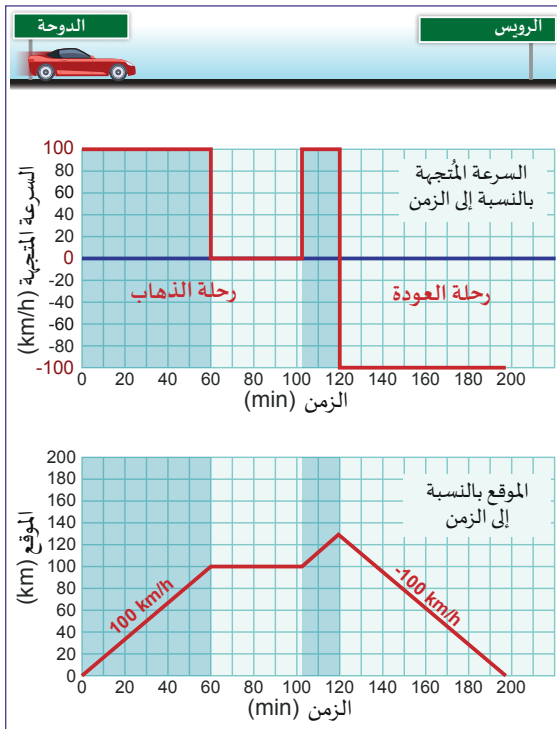 الدوحة
الرويس
السرعة المتجهة (km/h)
100
80
60
40
20
0
-20
-40
-60
-80
-100
السرعة المُتجهة
بالنسبة إلى الزمن
رحلة الذهاب
رحلة العودة
0 20 40 60 80 100 120 140 160 180 200
الزمن (min)
الموقع (km)
200
180
160
140
120
100
80
60
40
20
0
الموقع بالنسبة
إلى الزمن
100 km/h
-100 km/h
0 20 40 60 80 100 120 140 160 180 200
الزمن (min)